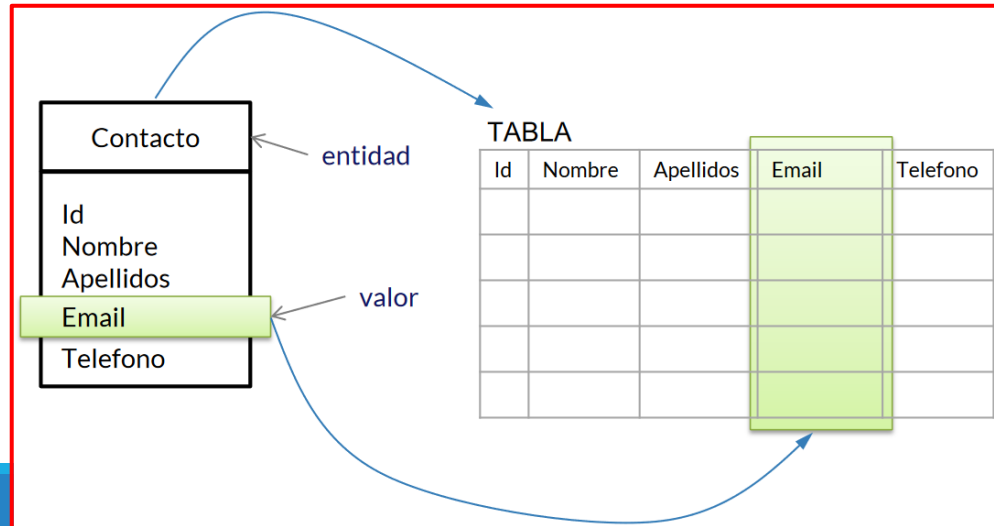 Contacto
entidad
Id
Nombre
Apellidos
Email
valor
Telefono
TABLA
Id Nombre Apellidos Email Telefono